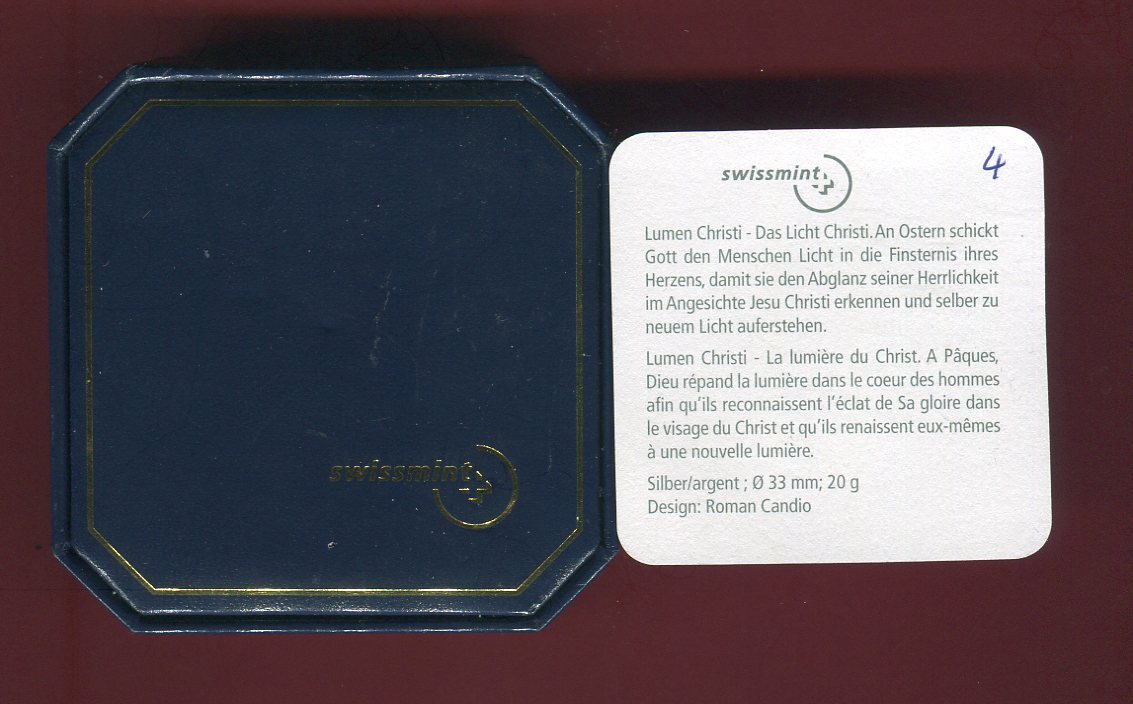 swissmint
swissmint
4
Lumen Christi - Das Licht Christi. An Ostern schickt
Gott den Menschen Licht in die Finsternis ihres
Herzens, damit sie den Abglanz seiner Herrlichkeit
im Angesichte Jesu Christi erkennen und selber zu
neuem Licht auferstehen.
Lumen Christi - La lumière du Christ. A Pâques,
Dieu répand la lumière dans le coeur des hommes
afin qu'ils reconnaissent l'éclat de Sa gloire dans
le visage du Christ et qu'ils renaissent eux-mêmes
à une nouvelle lumière.
Silber/argent ; Ø 33 mm; 20 g
Design: Roman Candio